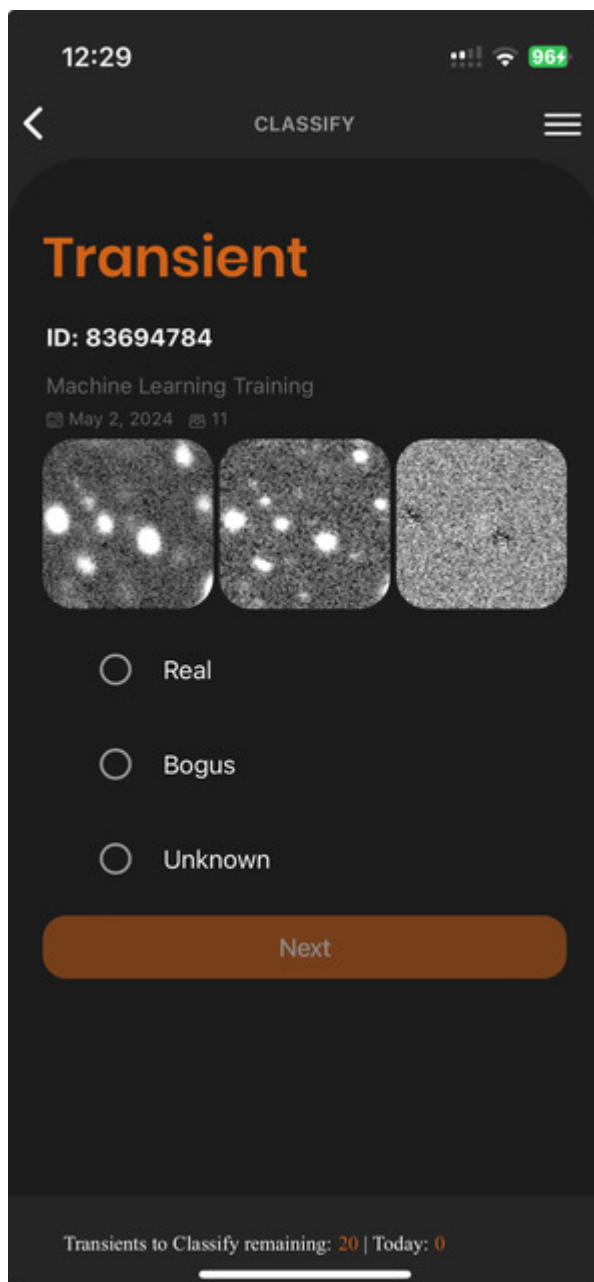 12:29
96
CLASSIFY
Transient
ID: 83694784
Machine Learning Training
May 2, 2024 11
Real
Bogus
Unknown
Next
Transients to Classify remaining: 20 | Today: 0